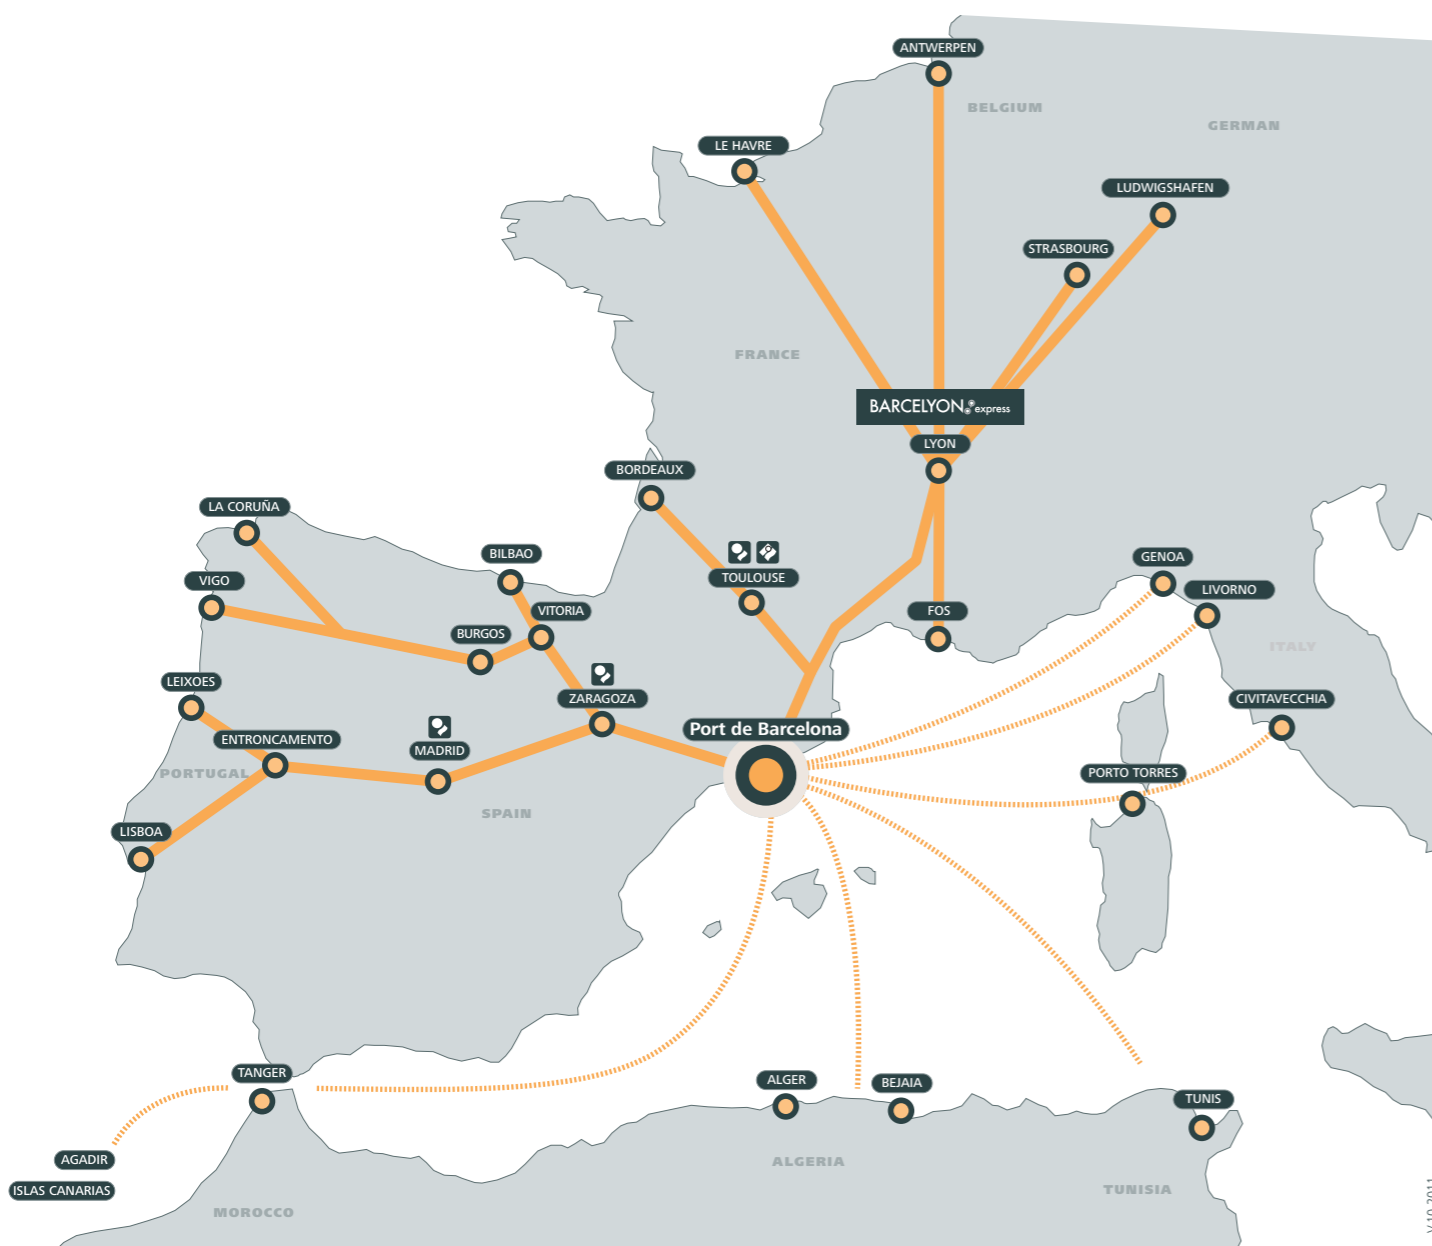 ANTWERPEN
BELGIUM
GERMAN
LE HAVRE
LUDWIGSHAFEN
STRASBOURG
FRANCE
BARCELYON express
LYON
BORDEAUX
LA CORUÑA
BILBAO
GENOA
VIGO
TOULOUSE
LIVORNO
VITORIA
FOS
BURGOS
ITALY
LEIXOES
ZARAGOZA
CIVITAVECCHIA
Port de Barcelona
ENTRONCAMENTO
MADRID
PORTUGAL
PORTO TORRES
SPAIN
LISBOA
TANGER
ALGER
BEJAIA
TUNIS
AGADIR
ALGERIA
ISLAS CANARIAS
TUNISIA
MOROCCO
V.10.2011